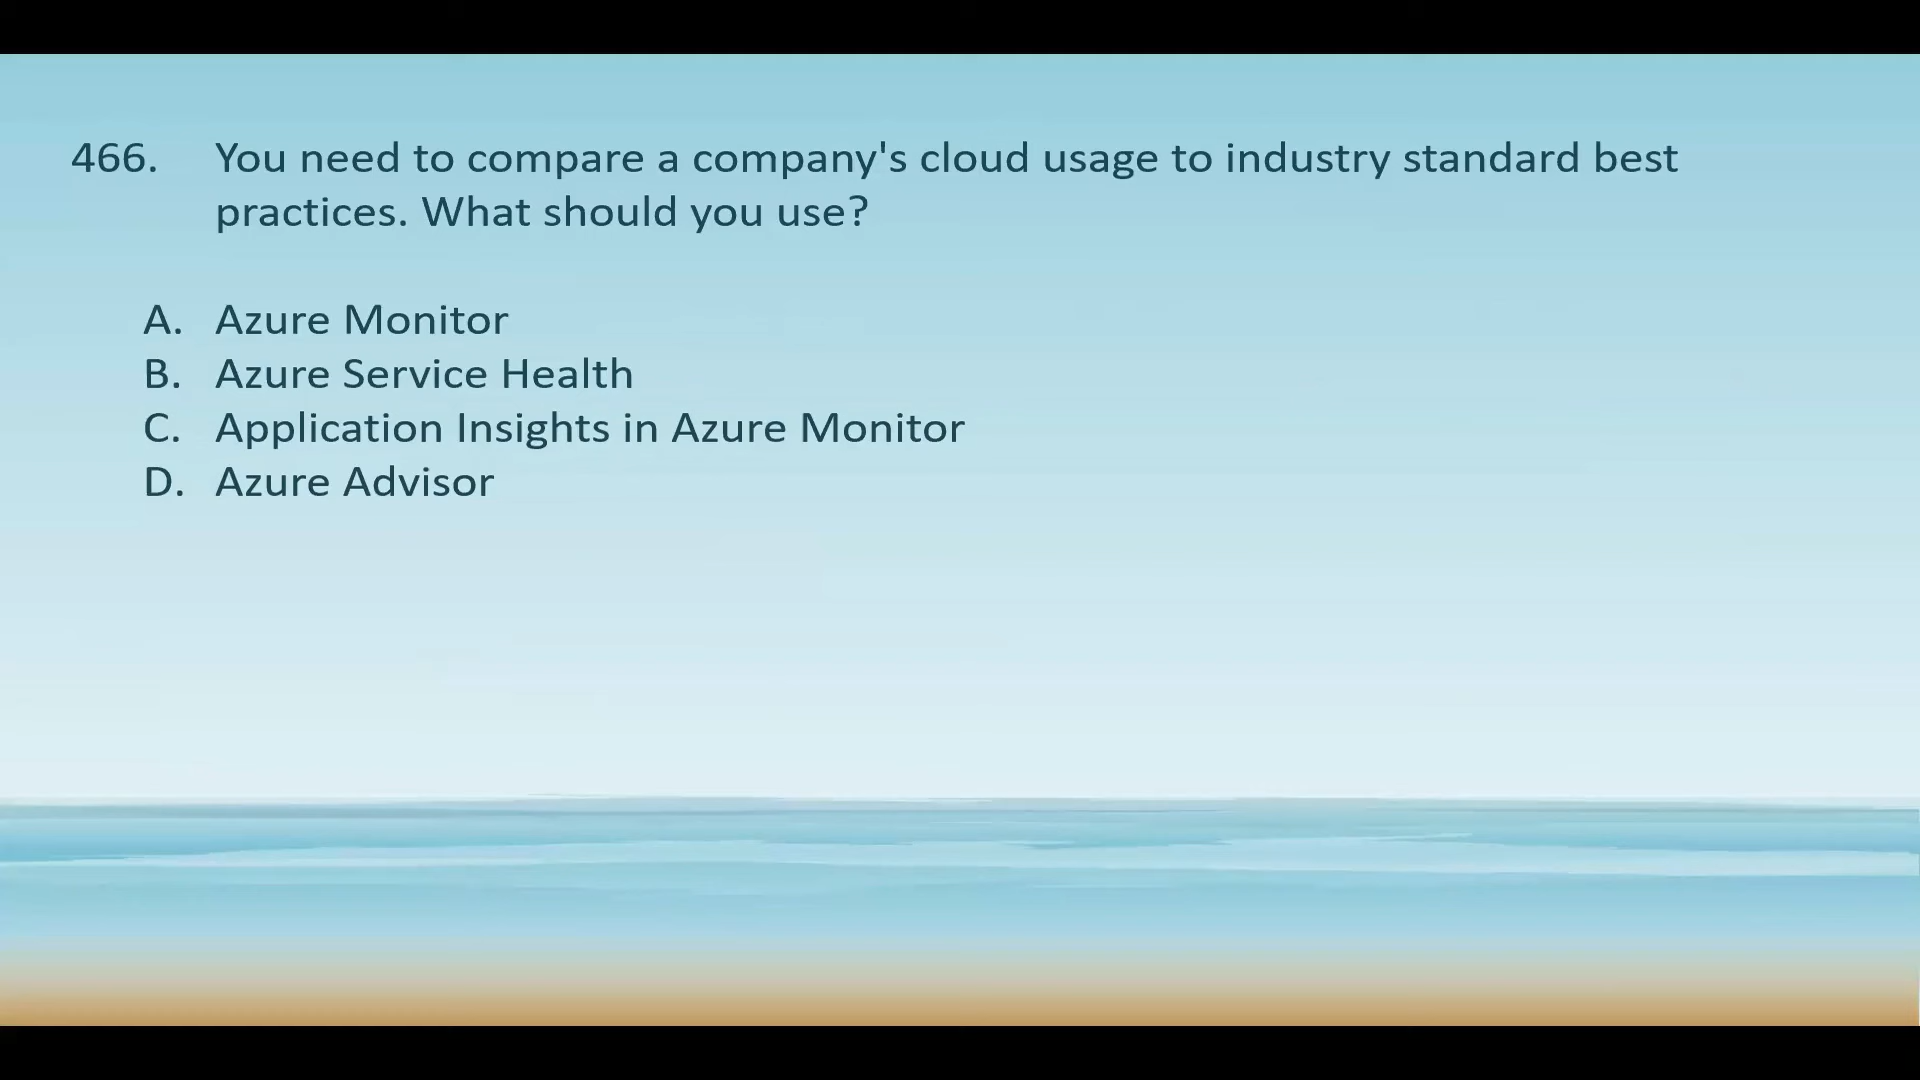 466. You need to compare a company's cloud usage to industry standard best
practices. What should you use?
A. Azure Monitor
B. Azure Service Health
C. Application Insights in Azure Monitor
D. Azure Advisor